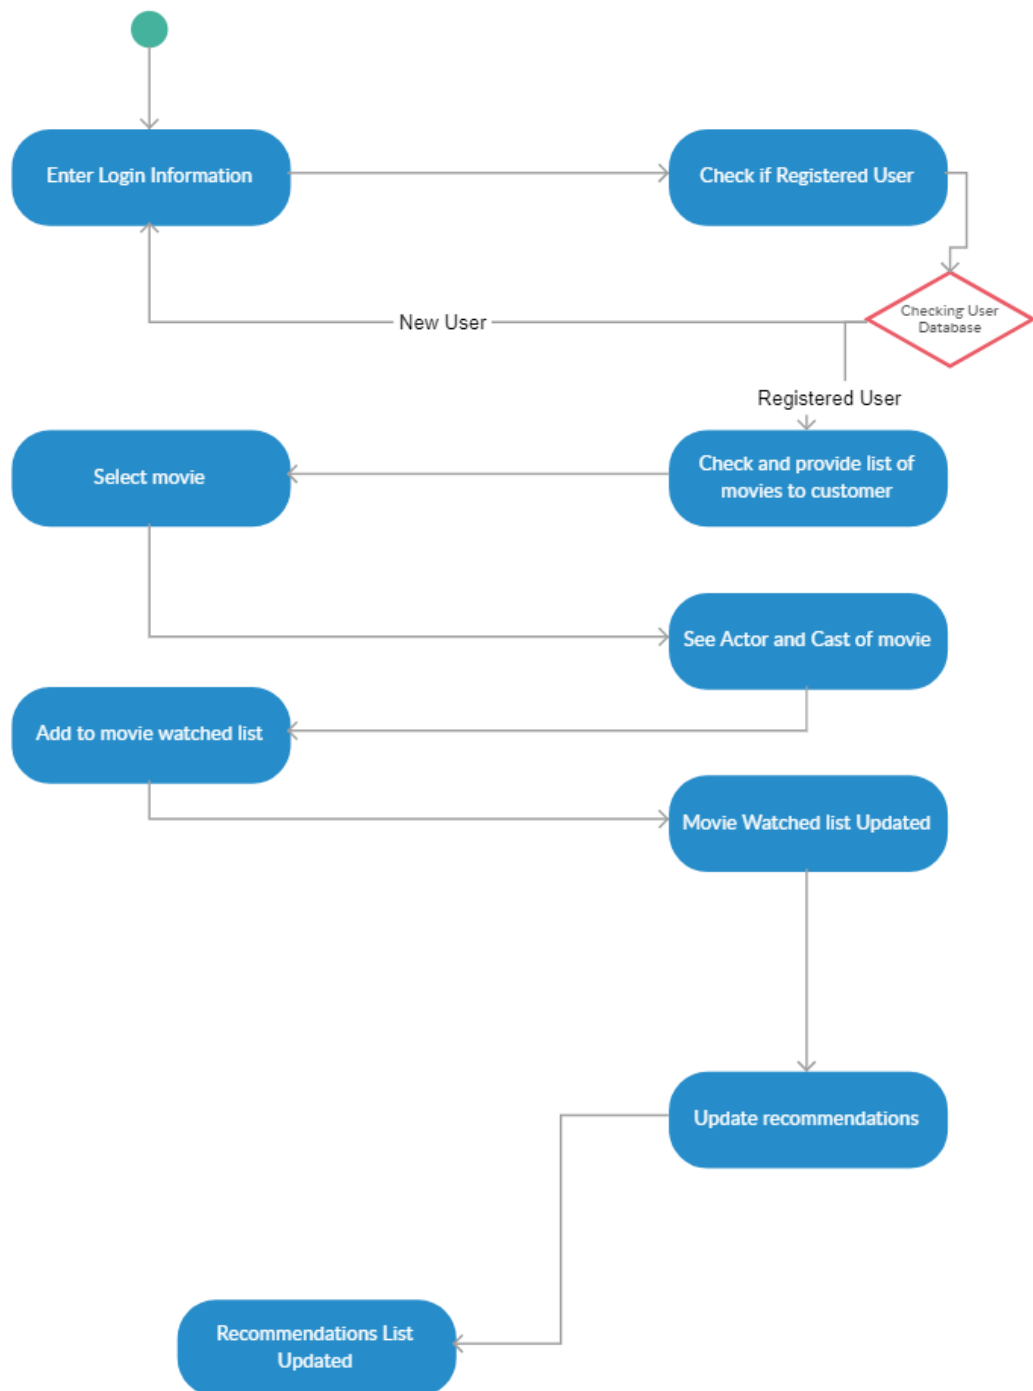 Enter Login Information
Check if Registered User
Checking User
Database
New User
Registered User
Select movie
Check and provide list of
movies to customer
See Actor and Cast of movie
Add to movie watched list
Movie Watched list Updated
Update recommendations
Recommendations List
Updated